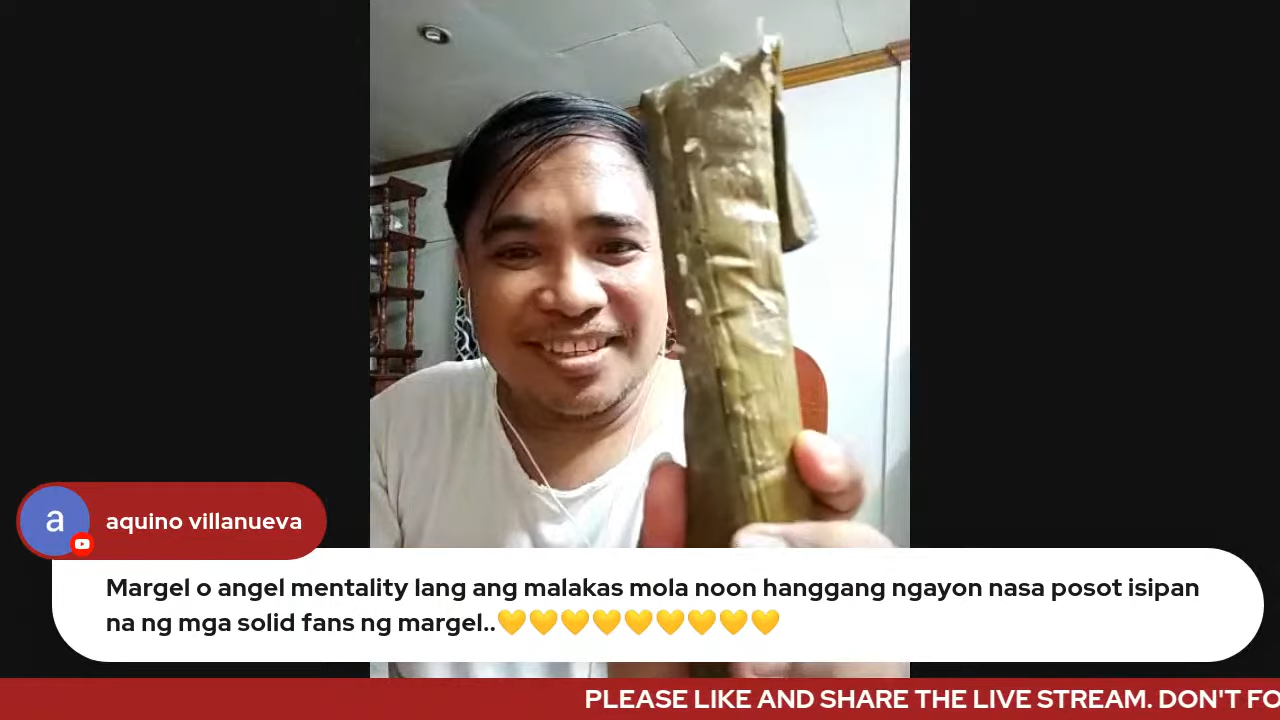 a
aquino villanueva
Margel o angel mentality lang ang malakas mola noon hanggang ngayon nasa posot isipan
na ng mga solid fans ng margel..💛💛💛💛💛💛💛💛💛
PLEASE LIKE AND SHARE THE LIVE STREAM. DON'T FO